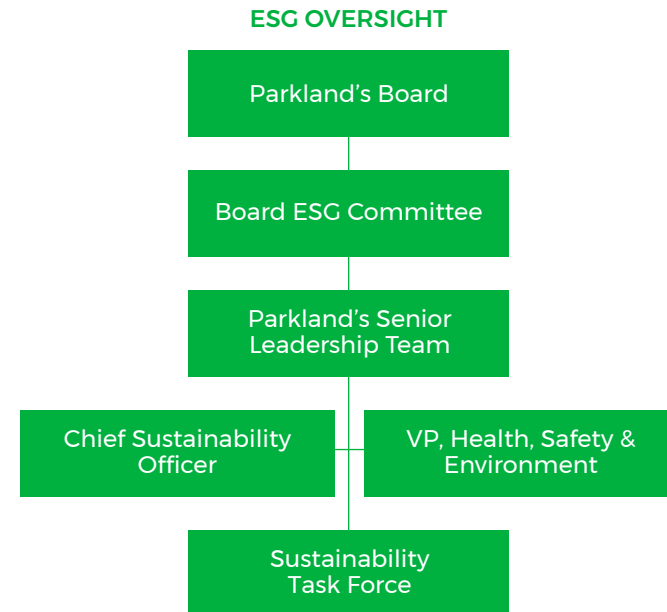 ESG OVERSIGHT
Parkland’s Board
Board ESG Committee
Parkland’s Senior
Leadership Team
Chief Sustainability
Officer
VP, Health, Safety &
Environment
Sustainability
Task Force